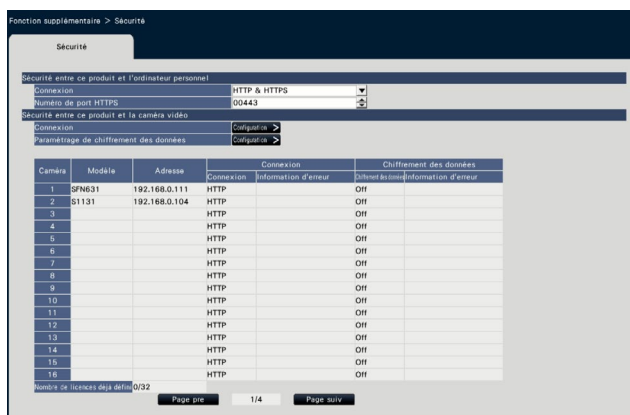 Fonction supplémentaire > Sécurité
Sécurité
Sécurité entre ce produit et l'ordinateur personnel
Connexion HTTP & HTTPS
Numéro de port HTTPS 00443
Sécurité entre ce produit et la caméra vidéo
Connexion Configuration >
Paramétrage de chiffrement des données Configuration >
Caméra Modèle Adresse Connexion Chiffrement des données
Connexion Information d'erreur Chiffrement des données Information d'erreur
1 SFN631 192.168.0.111 HTTP Off
2 S1131 192.168.0.104 HTTP Off
3 HTTP Off
4 HTTP Off
5 HTTP Off
6 HTTP Off
7 HTTP Off
8 HTTP Off
9 HTTP Off
10 HTTP Off
11 HTTP Off
12 HTTP Off
13 HTTP Off
14 HTTP Off
15 HTTP Off
16 HTTP Off
Nombre de licences déjà défini 0/32
Page pre 1/4 Page suiv